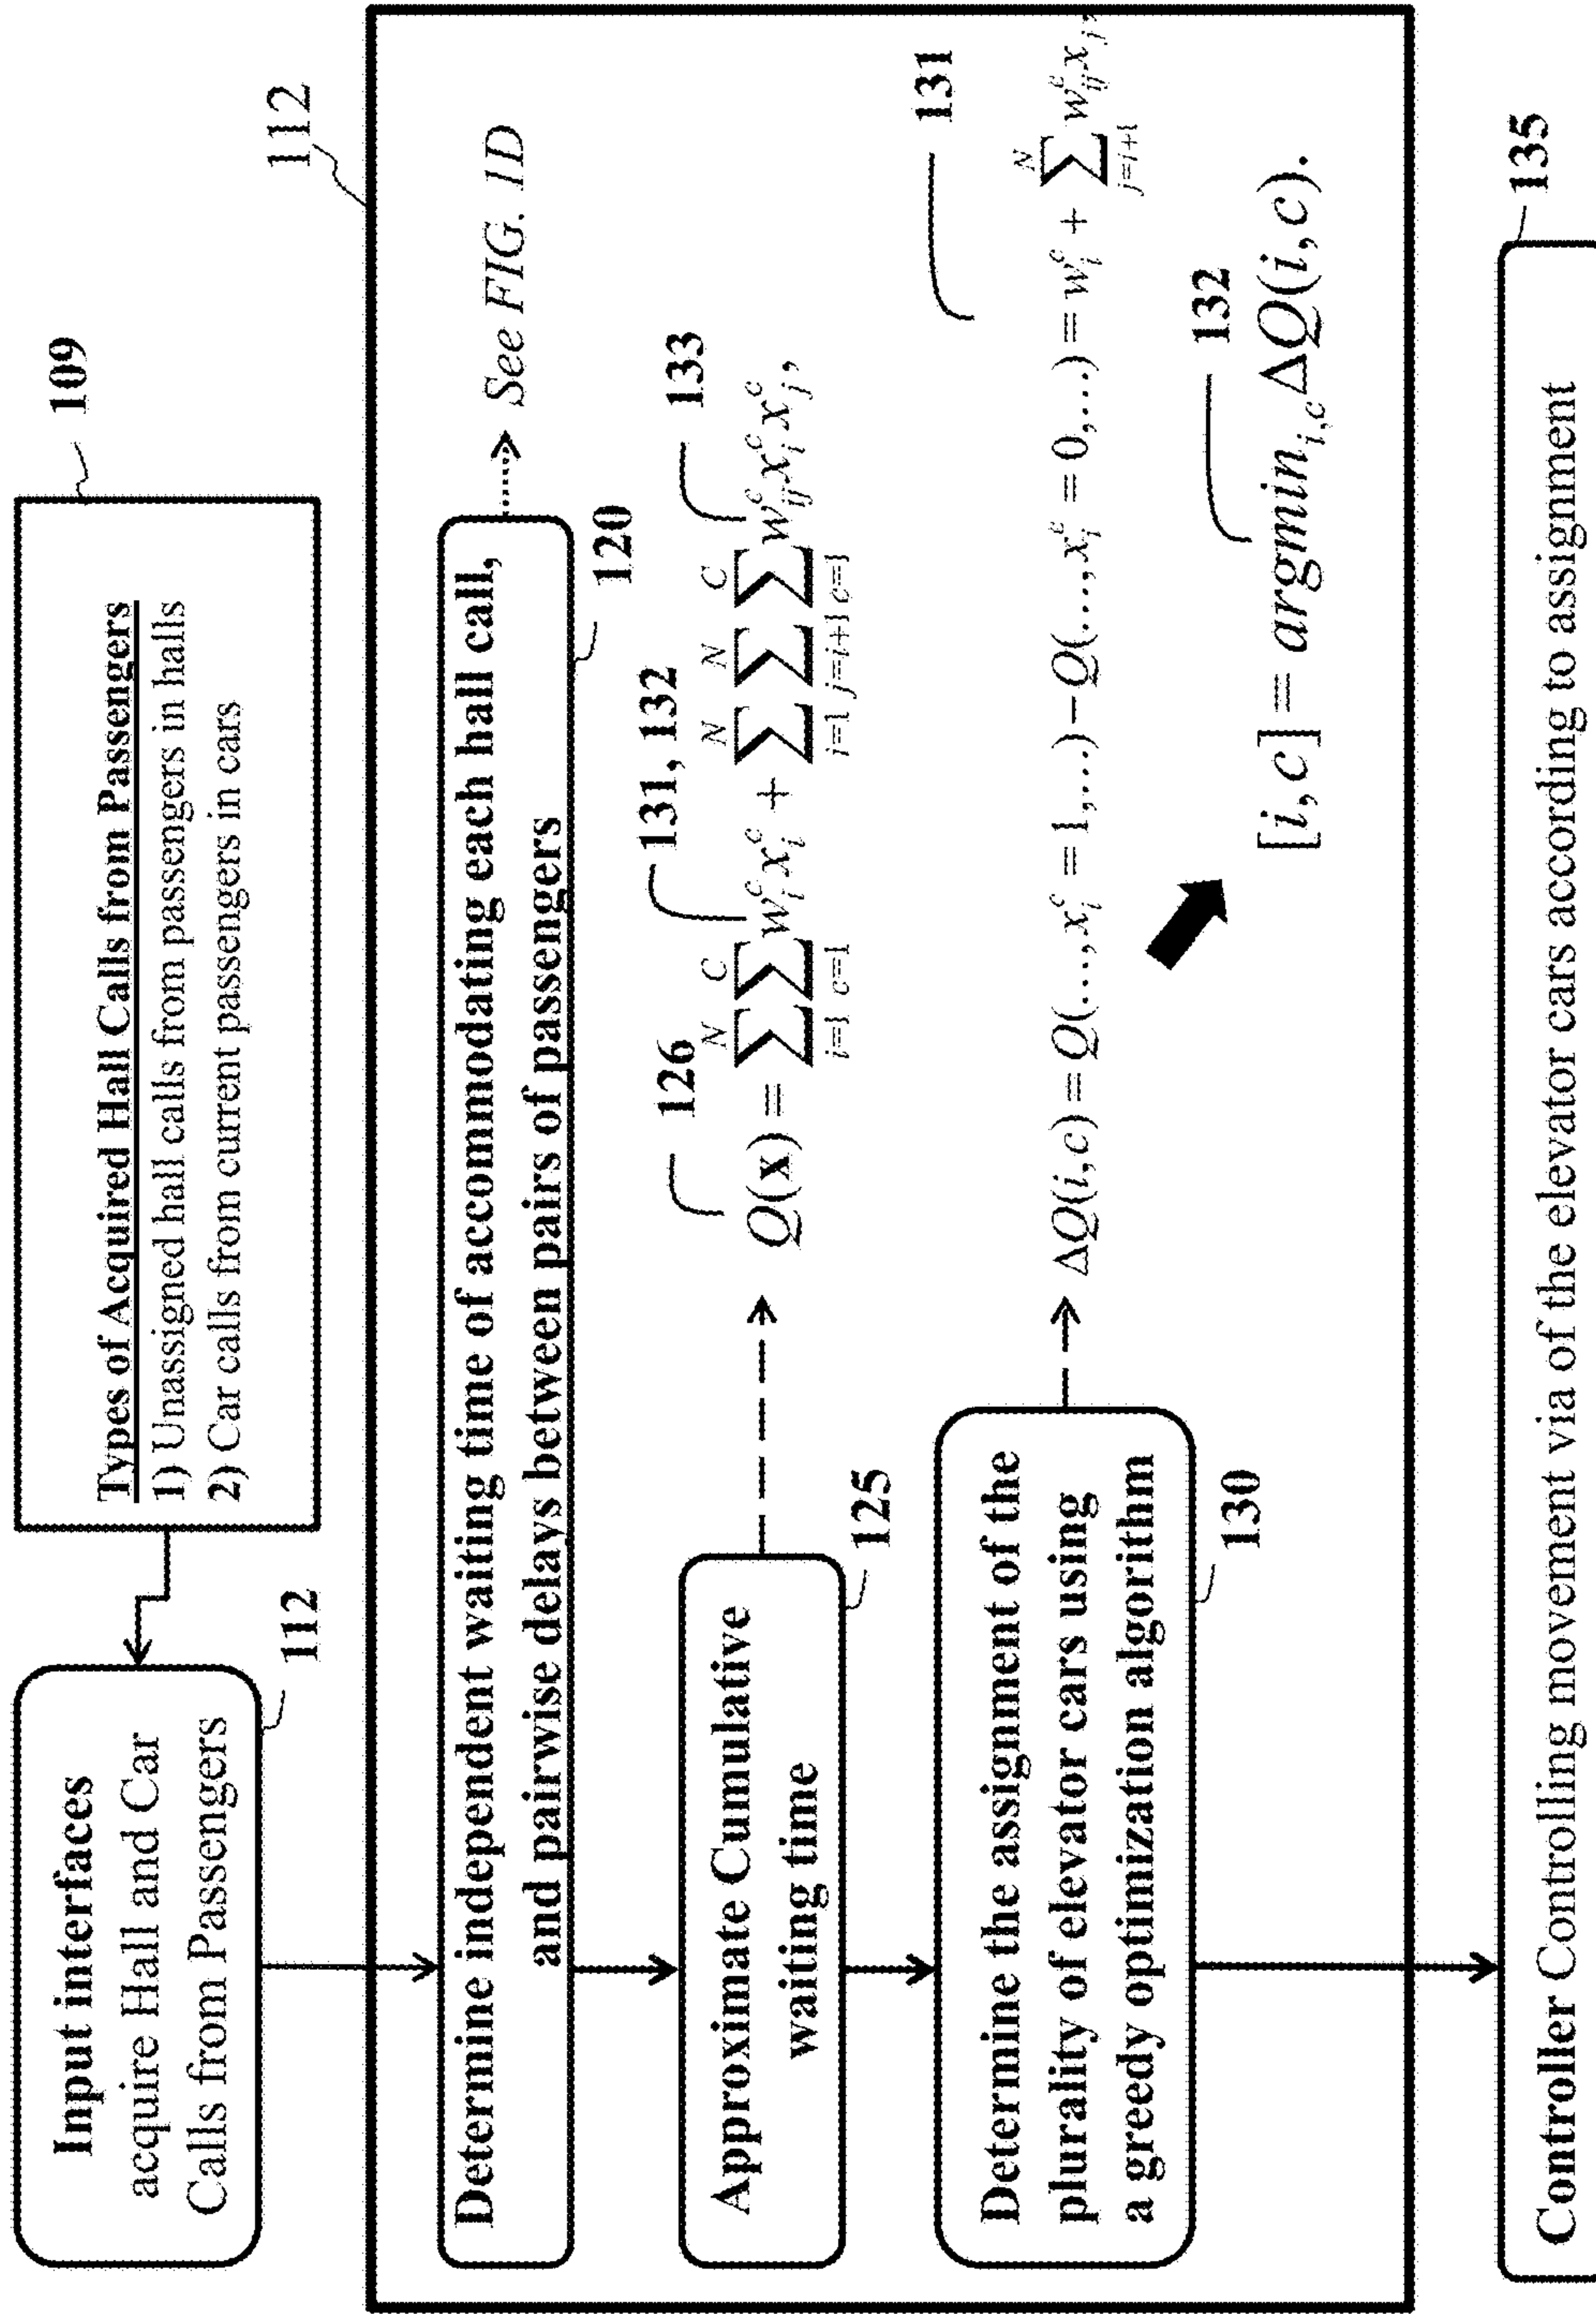 Types of Acquired Hall Calls from Passengers
1) Unassigned hall calls from passengers in halls
2) Car calls from current passengers in cars
109
Input interfaces
acquire Hall and Car
Calls from Passengers
112
112
Determine independent waiting time of accommodating each hall call,
and pairwise delays between pairs of passengers
120
See FIG. 1D
Approximate Cumulative
waiting time
125
126
131, 132
133
Q(x) = ∑_{i=1}^{N} ∑_{c=1}^{C} w_i^c x_i^c + ∑_{i=1}^{N} ∑_{j=i+1}^{N} ∑_{c=1}^{C} w_{ij}^c x_i^c x_j^c,
Determine the assignment of the
plurality of elevator cars using
a greedy optimization algorithm
130
131
ΔQ(i,c) = Q(…, x_i^c = 1,…) − Q(…, x_i^c = 0,…) = w_i^c + ∑_{j=i+1}^{N} w_{ij}^c x_j,
132
[i,c] = argmin_{i,c} ΔQ(i,c).
Controller Controlling movement via of the elevator cars according to assignment
135